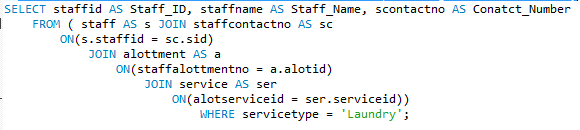 SELECT staffid AS Staff_ID, staffname AS Staff_Name, scontactno AS Conatct_Number
FROM ( staff AS s JOIN staffcontactno AS sc
ON(s.staffid = sc.sid)
JOIN alottment AS a
ON(staffalottmentno = a.alotid)
JOIN service AS ser
ON(alotserviceid = ser.serviceid))
WHERE servicetype = 'Laundry';